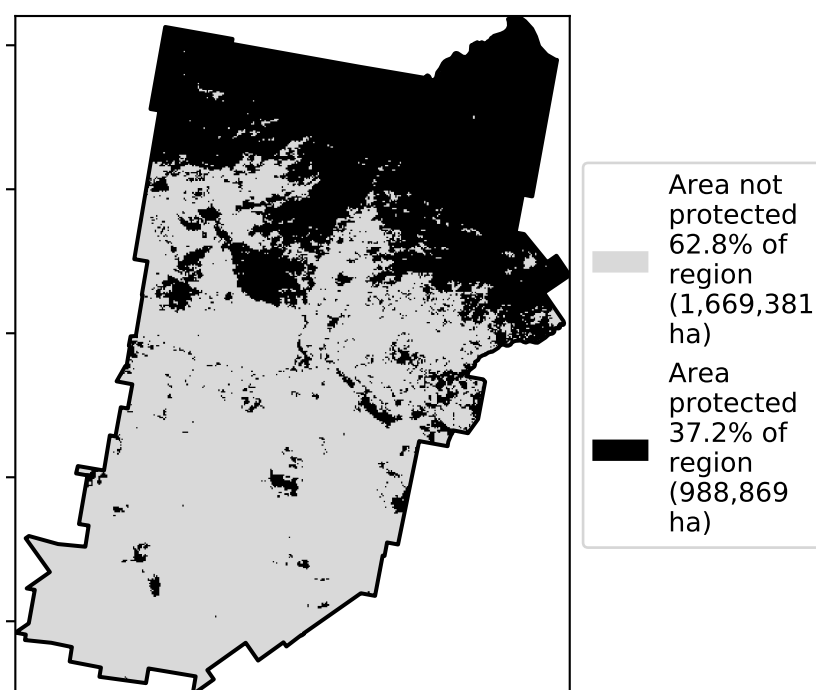 Area not
protected
62.8% of
region
(1,669,381
ha)
Area
protected
37.2% of
region
(988,869
ha)